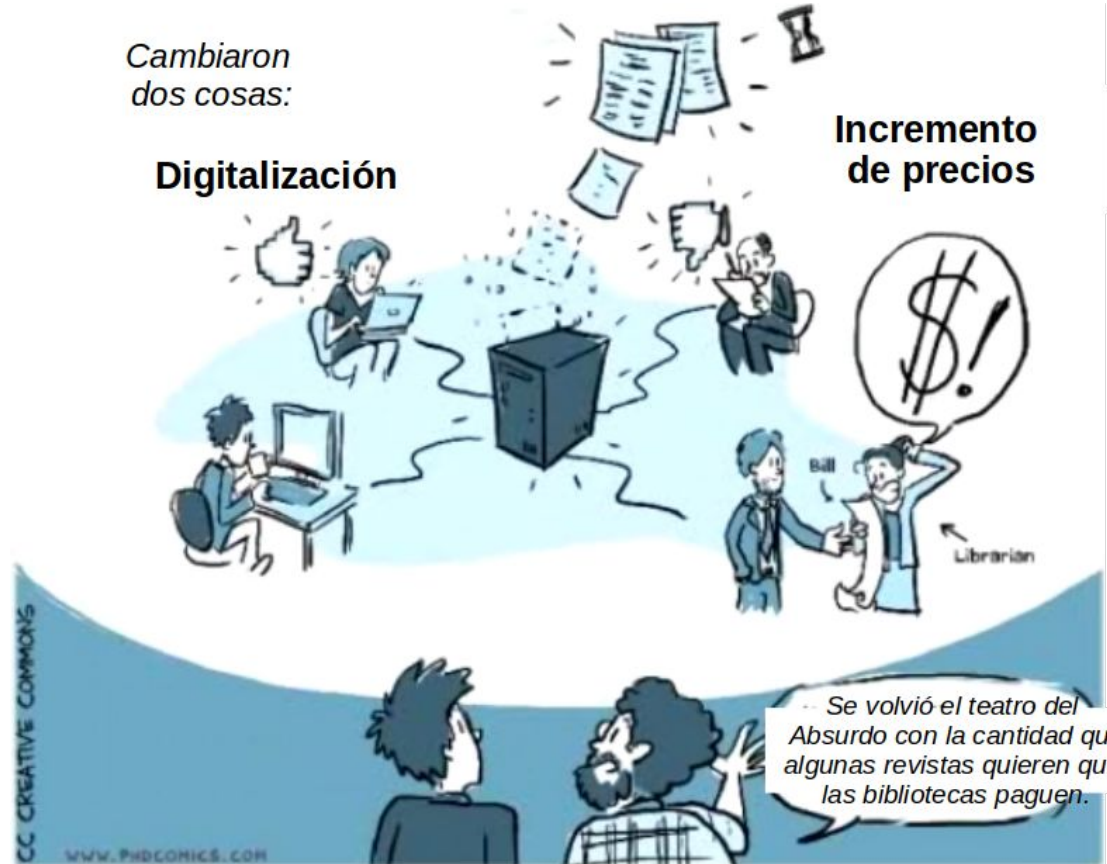 Cambiaron
dos cosas:
Digitalización
Incremento
de precios
$!
Bill
Librarian
Se volvió el teatro del
Absurdo con la cantidad qu
algunas revistas quieren qu
las bibliotecas paguen.
CC CREATIVE COMMONS
WWW.PHDCOMICS.COM